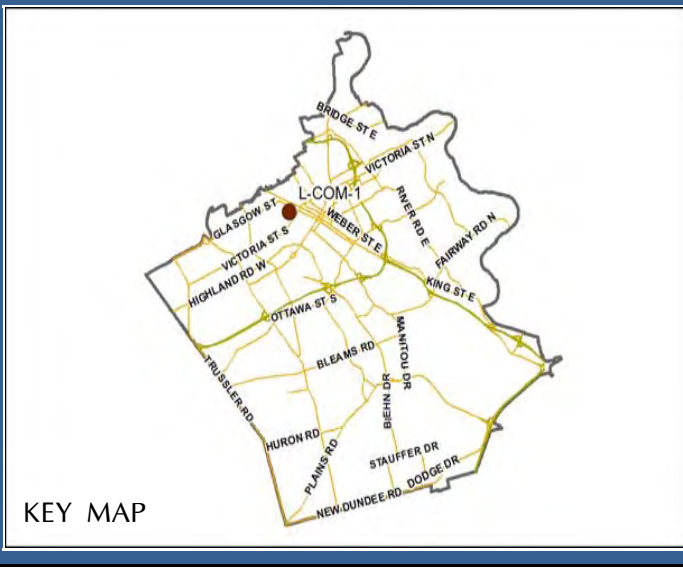 BRIDGE ST E
VICTORIA ST N
L-COM-1
GLASGOW ST
WEBER ST E
RIVER RD E
FAIRWAY RD N
VICTORIA ST S
HIGHLAND RD W
KING ST E
OTTAWA ST S
MANITOU DR
BLEAMS RD
TRUSSLER RD
BIEHN DR
HURON RD
PLAINS RD
STAUFFER DR
DODGE DR
NEW DUNDEE RD
KEY MAP